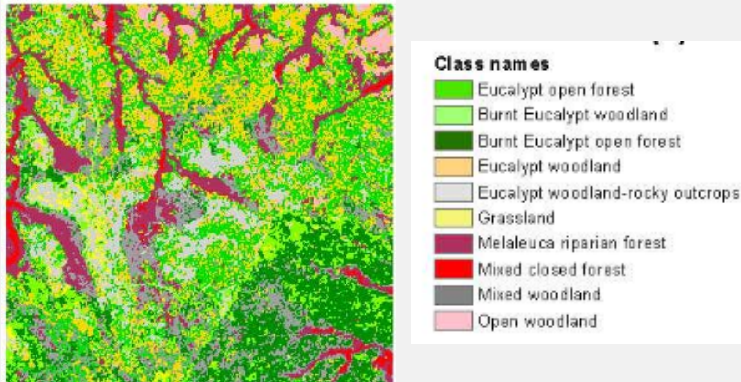 Class names
Eucalypt open forest
Burnt Eucalypt woodland
Burnt Eucalypt open forest
Eucalypt woodland
Eucalypt woodland-rocky outcrops
Grassland
Melaleuca riparian forest
Mixed closed forest
Mixed woodland
Open woodland